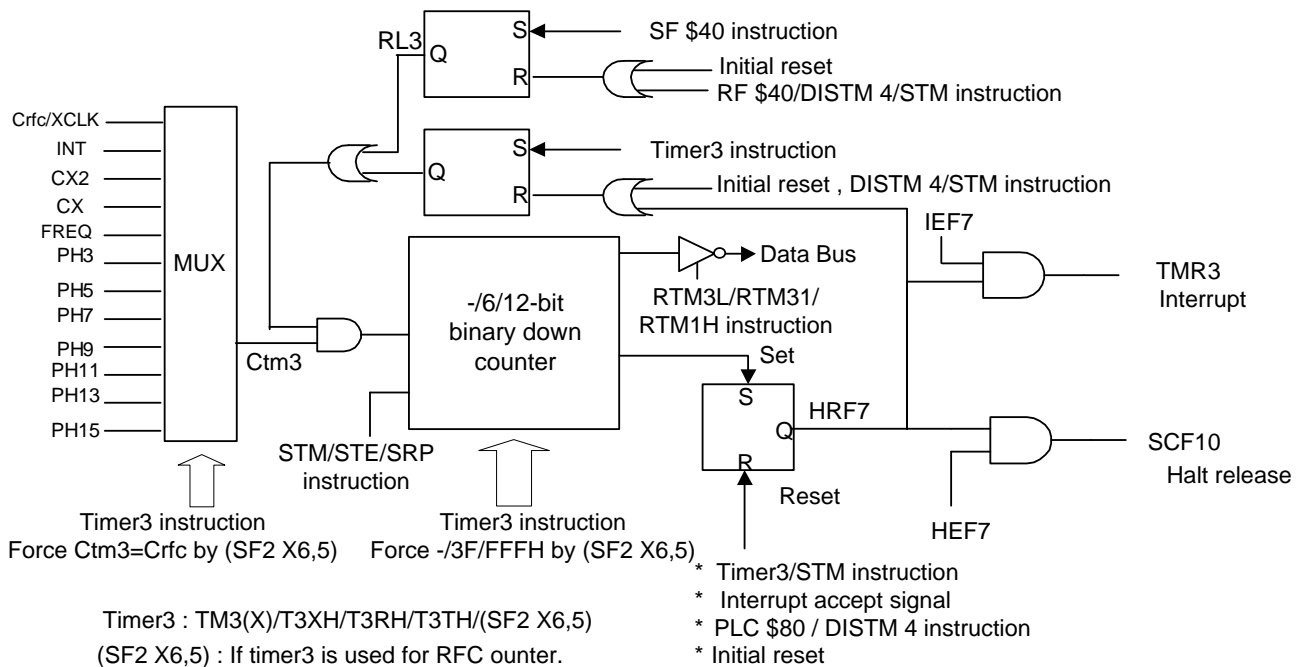 SF $40 instruction
RL3
S
Q
R
Initial reset
RF $40/DISTM 4/STM instruction
Crfc/XCLK
INT
CX2
CX
FREQ
PH3
PH5
PH7
PH9
PH11
PH13
PH15
MUX
Ctm3
S
Q
R
Timer3 instruction
Initial reset , DISTM 4/STM instruction
-/6/12-bit
binary down
counter
Data Bus
RTM3L/RTM31/
RTM1H instruction
IEF7
TMR3
Interrupt
Set
S
Q
R
HRF7
Reset
SCF10
Halt release
HEF7
STM/STE/SRP
instruction
Timer3 instruction
Force Ctm3=Crfc by (SF2 X6,5)
Timer3 instruction
Force -/3F/FFFH by (SF2 X6,5)
* Timer3/STM instruction
* Interrupt accept signal
* PLC $80 / DISTM 4 instruction
* Initial reset
Timer3 : TM3(X)/T3XH/T3RH/T3TH/(SF2 X6,5)
(SF2 X6,5) : If timer3 is used for RFC ounter.